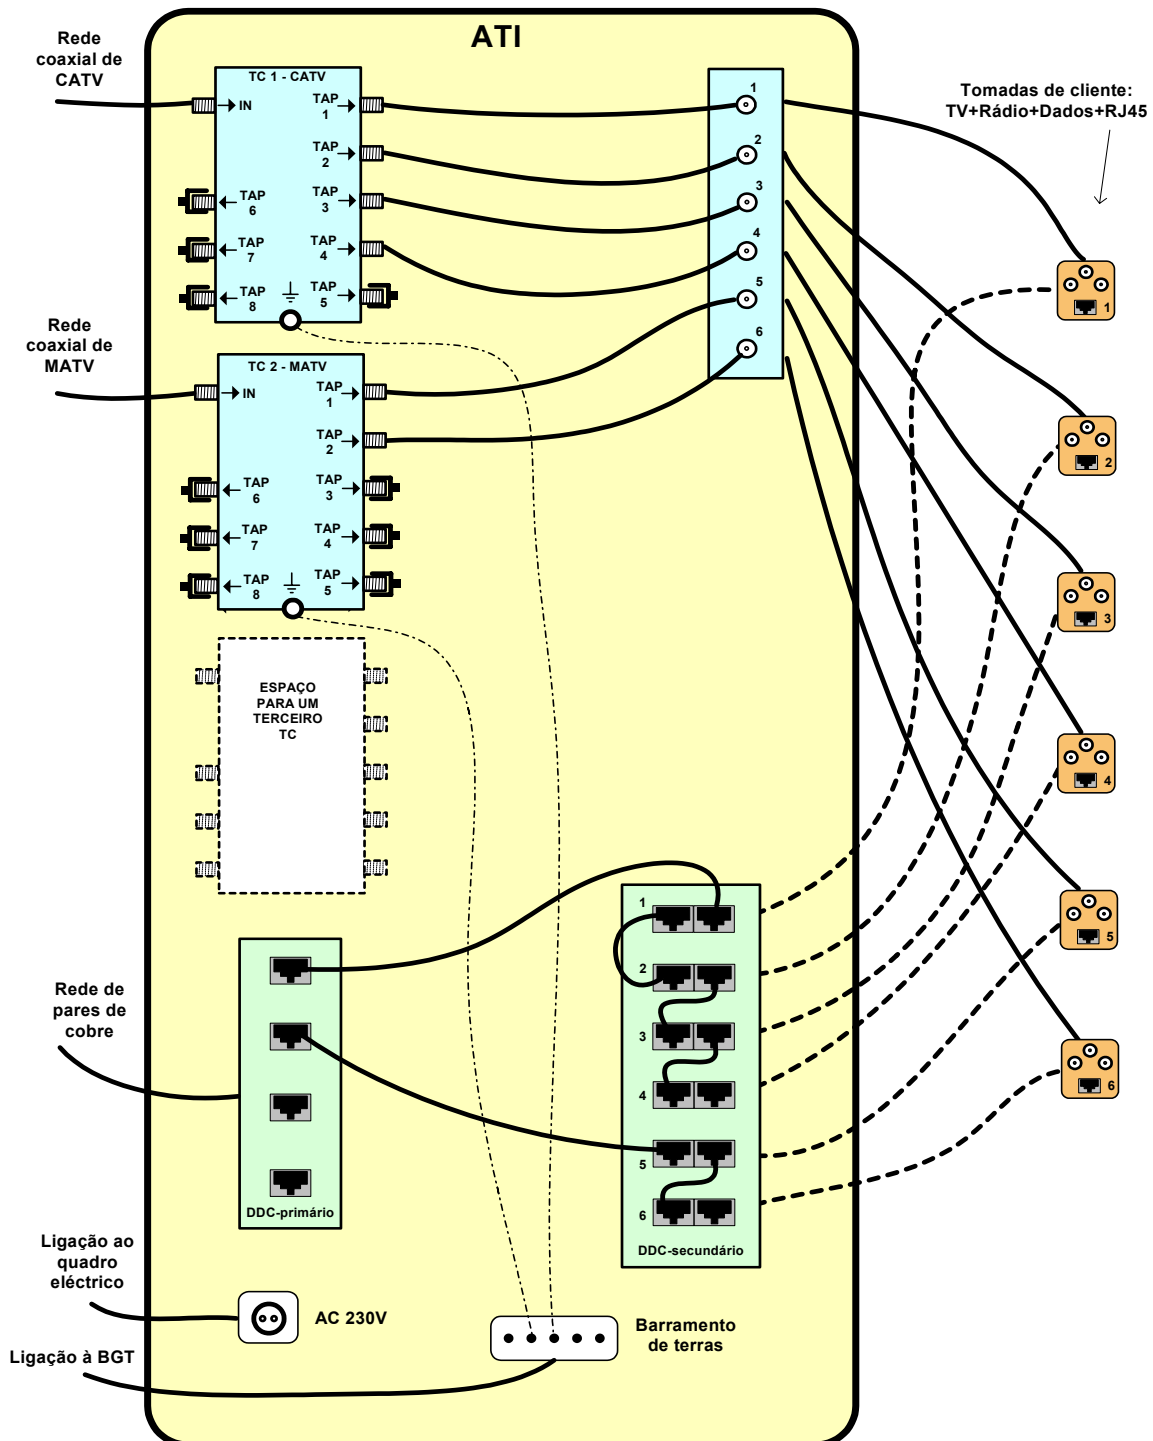 ATI
Rede
coaxial de
CATV
TC 1 - CATV
IN
TAP
1
TAP
2
TAP
3
TAP
4
TAP
5
TAP
6
TAP
7
TAP
8
1
2
3
4
5
6
Tomadas de cliente:
TV+Rádio+Dados+RJ45
1
2
3
4
5
6
Rede
coaxial de
MATV
TC 2 - MATV
IN
TAP
1
TAP
2
TAP
3
TAP
4
TAP
5
TAP
6
TAP
7
TAP
8
ESPAÇO
PARA UM
TERCEIRO
TC
Rede de
pares de
cobre
DDC-primário
1
2
3
4
5
6
DDC-secundário
Ligação ao
quadro
eléctrico
AC 230V
Barramento
de terras
Ligação à BGT